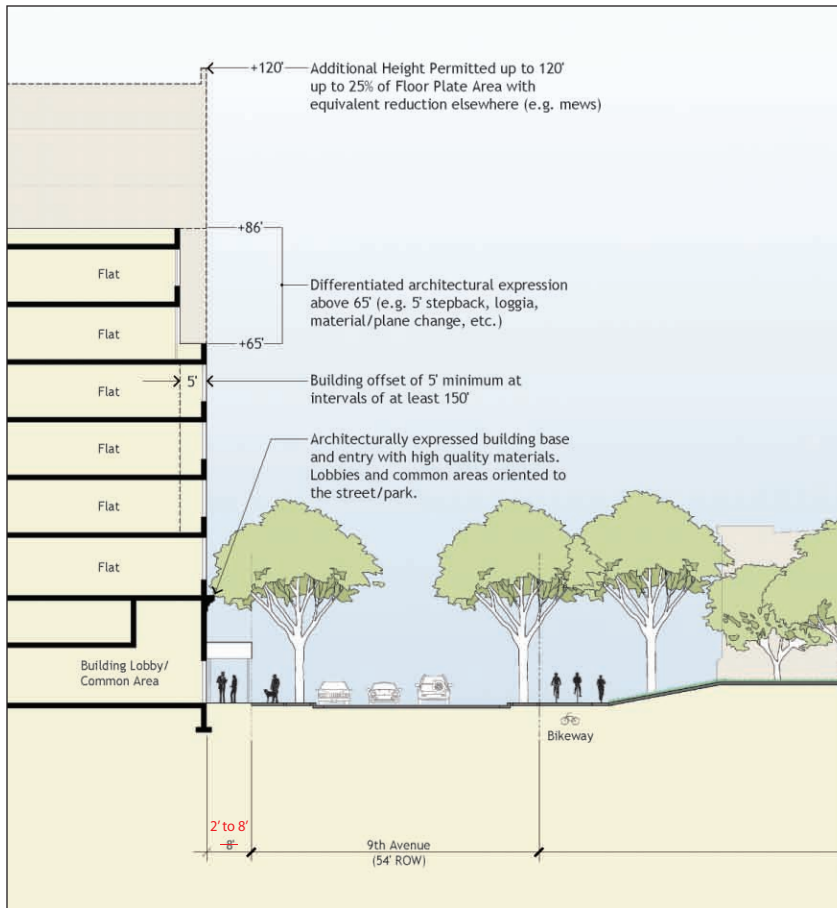 +120'
Additional Height Permitted up to 120'
up to 25% of Floor Plate Area with
equivalent reduction elsewhere (e.g. mews)
+86'
Flat
Differentiated architectural expression
above 65' (e.g. 5' stepback, loggia,
material/plane change, etc.)
Flat
+65'
5'
Building offset of 5' minimum at
intervals of at least 150'
Flat
Architecturally expressed building base
and entry with high quality materials.
Lobbies and common areas oriented to
the street/park.
Flat
Flat
Flat
Building Lobby/
Common Area
Bikeway
2' to 8'
8'
9th Avenue
(54' ROW)